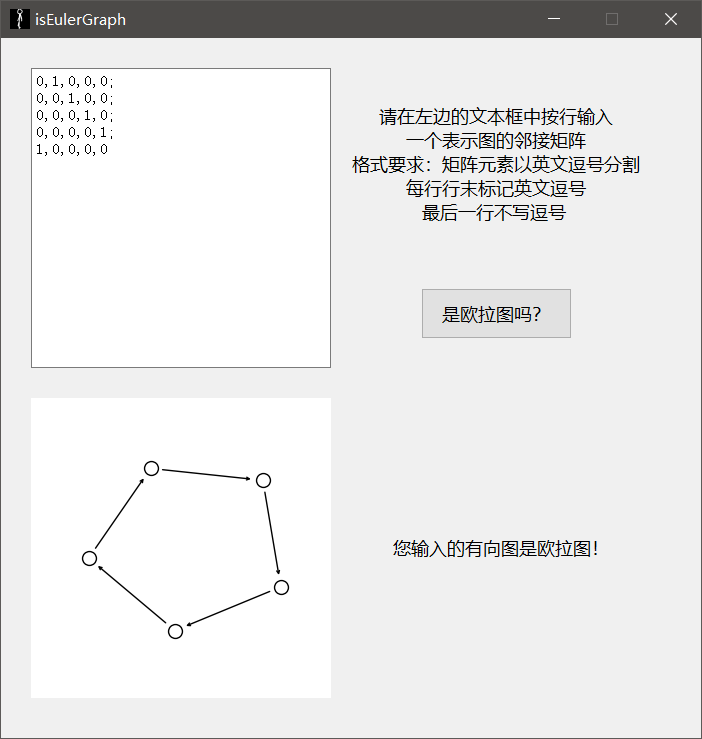 isEulerGraph
0,1,0,0,0;
0,0,1,0,0;
0,0,0,1,0;
0,0,0,0,1;
1,0,0,0,0
请在左边的文本框中按行输入
一个表示图的邻接矩阵
格式要求：矩阵元素以英文逗号分割
每行行末标记英文逗号
最后一行不写逗号
是欧拉图吗？
您输入的有向图是欧拉图！